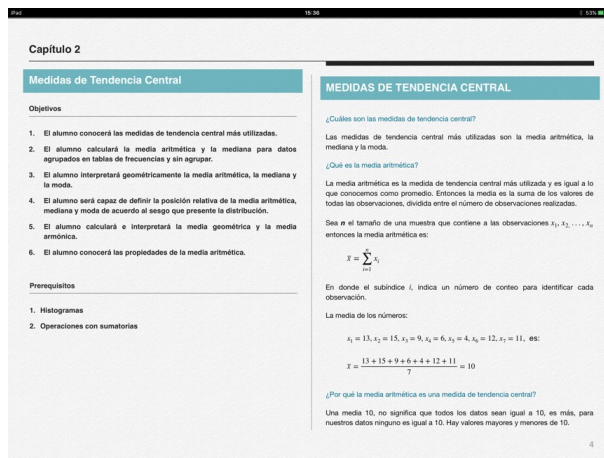 iPad 15:36 53%
Capítulo 2
Medidas de Tendencia Central
Objetivos
1. El alumno conocerá las medidas de tendencia central más utilizadas.
2. El alumno calculará la media aritmética y la mediana para datos
agrupados en tablas de frecuencias y sin agrupar.
3. El alumno interpretará geométricamente la media aritmética, la mediana y
la moda.
4. El alumno será capaz de definir la posición relativa de la media aritmética,
mediana y moda de acuerdo al sesgo que presente la distribución.
5. El alumno calculará e interpretará la media geométrica y la media
armónica.
6. El alumno conocerá las propiedades de la media aritmética.
Prerequisitos
1. Histogramas
2. Operaciones con sumatorias
MEDIDAS DE TENDENCIA CENTRAL
¿Cuáles son las medidas de tendencia central?
Las medidas de tendencia central más utilizadas son la media aritmética, la
mediana y la moda.
¿Qué es la media aritmética?
La media aritmética es la medida de tendencia central más utilizada y es igual a lo
que conocemos como promedio. Entonces la media es la suma de los valores de
todas las observaciones, dividida entre el número de observaciones realizadas.
Sea n el tamaño de una muestra que contiene a las observaciones x₁, x₂, . . . , xₙ
entonces la media aritmética es:
x̄ = ∑ᵢ₌₁ⁿ xᵢ
En donde el subíndice i, indica un número de conteo para identificar cada
observación.
La media de los números:
x₁ = 13, x₂ = 15, x₃ = 9, x₄ = 6, x₅ = 4, x₆ = 12, x₇ = 11, es:
x̄ = (13 + 15 + 9 + 6 + 4 + 12 + 11) / 7 = 10
¿Por qué la media aritmética es una medida de tendencia central?
Una media 10, no significa que todos los datos sean igual a 10, es más, para
nuestros datos ninguno es igual a 10. Hay valores mayores y menores de 10.
4